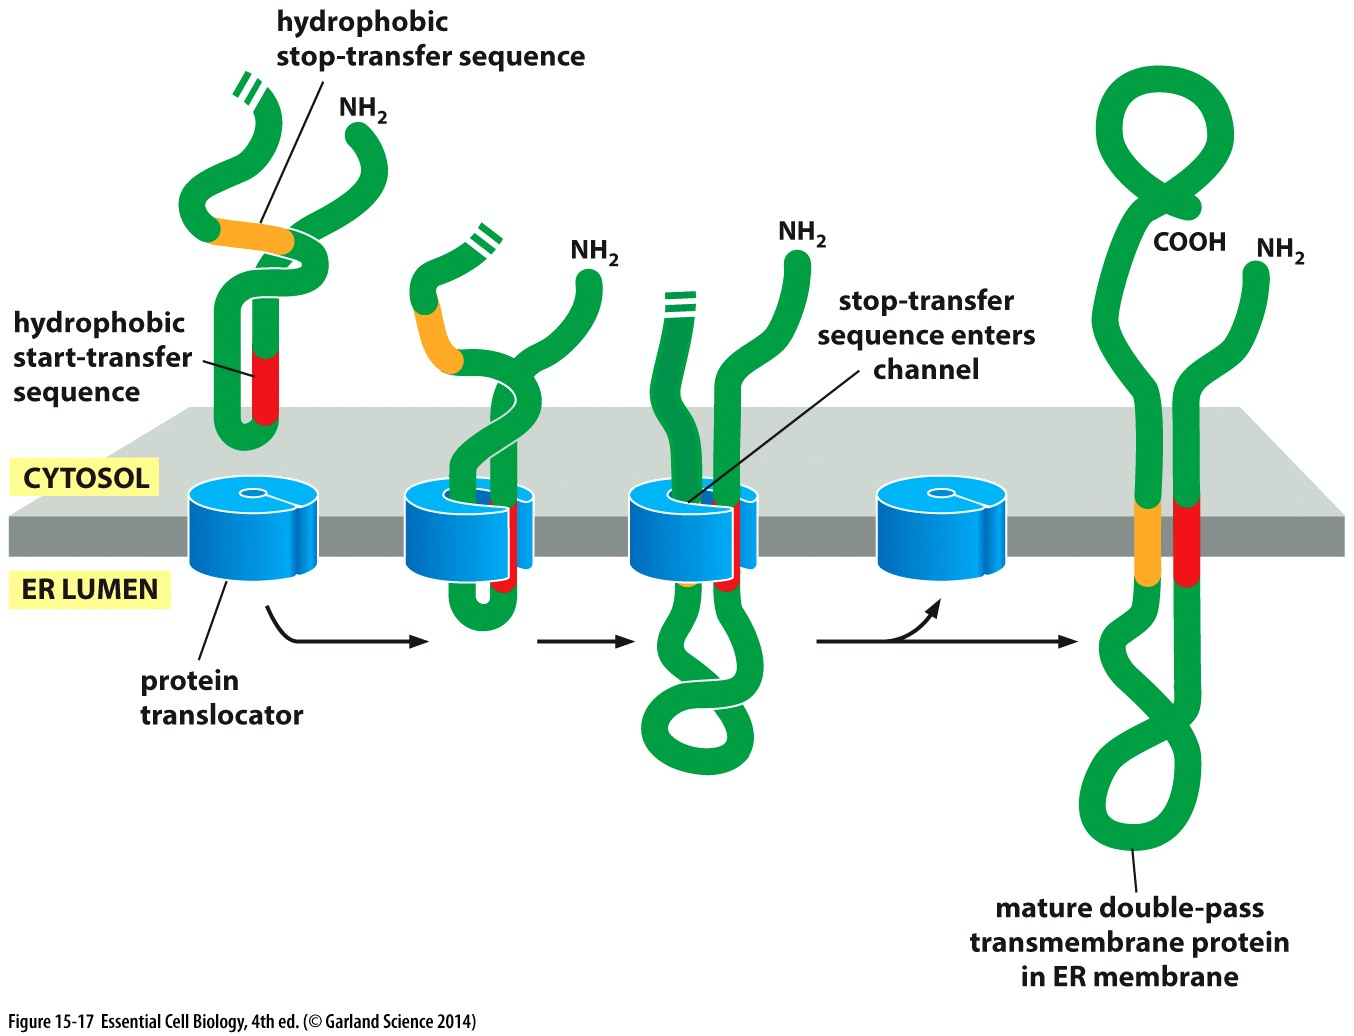 hydrophobic
stop-transfer sequence
NH2
hydrophobic
start-transfer
sequence
NH2
NH2
stop-transfer
sequence enters
channel
COOH
NH2
CYTOSOL
ER LUMEN
protein
translocator
mature double-pass
transmembrane protein
in ER membrane
Figure 15-17 Essential Cell Biology, 4th ed. (© Garland Science 2014)